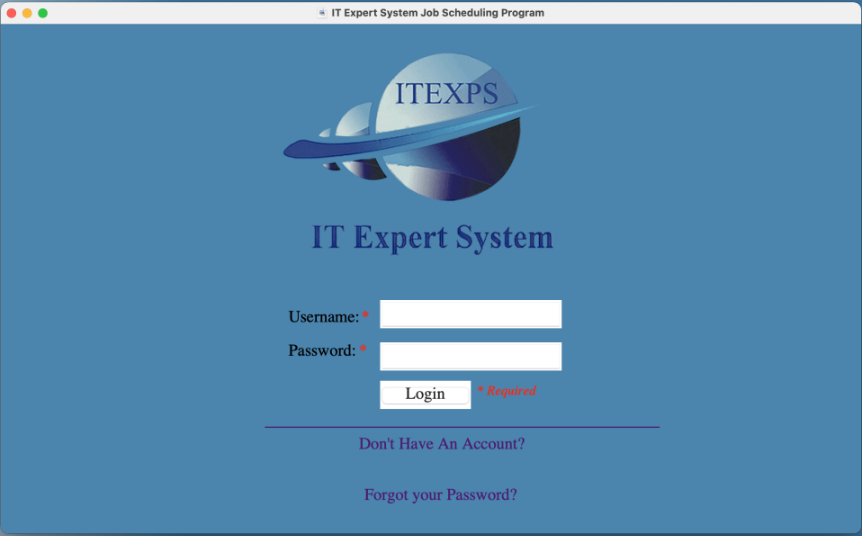 IT Expert System Job Scheduling Program
ITEXPS
IT Expert System
Username: *
Password: *
Login * Required
Don't Have An Account?
Forgot your Password?